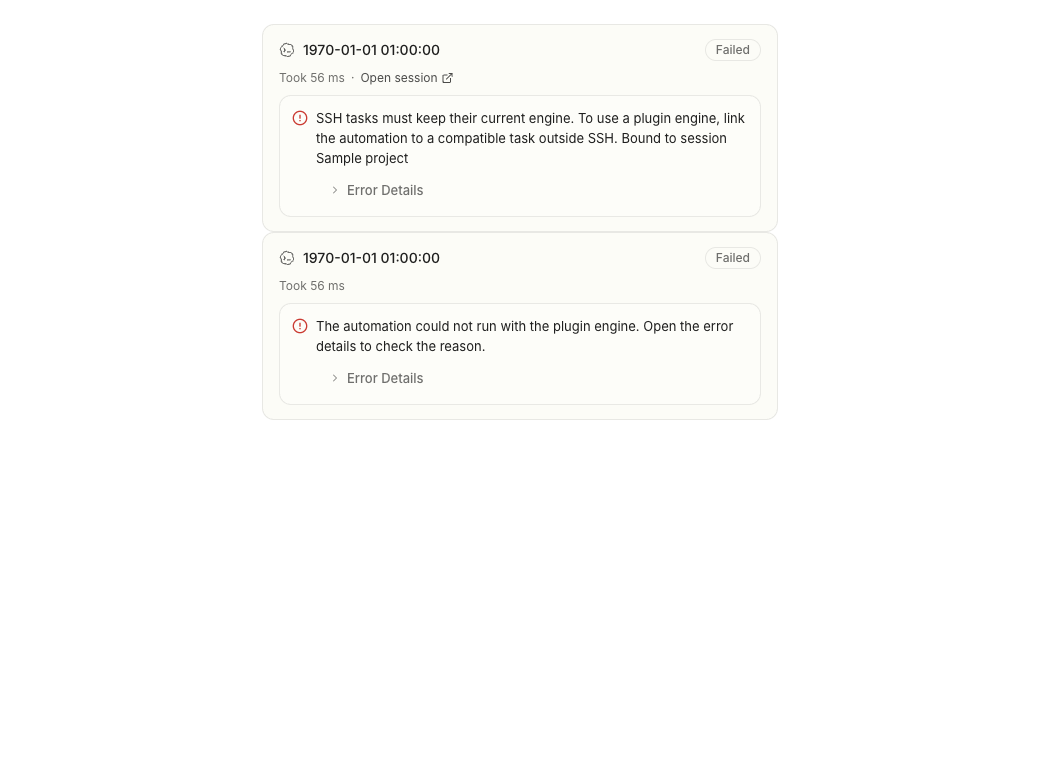 1970-01-01 01:00:00 Failed
Took 56 ms · Open session
SSH tasks must keep their current engine. To use a plugin engine, link
the automation to a compatible task outside SSH. Bound to session
Sample project
Error Details
1970-01-01 01:00:00 Failed
Took 56 ms
The automation could not run with the plugin engine. Open the error
details to check the reason.
Error Details